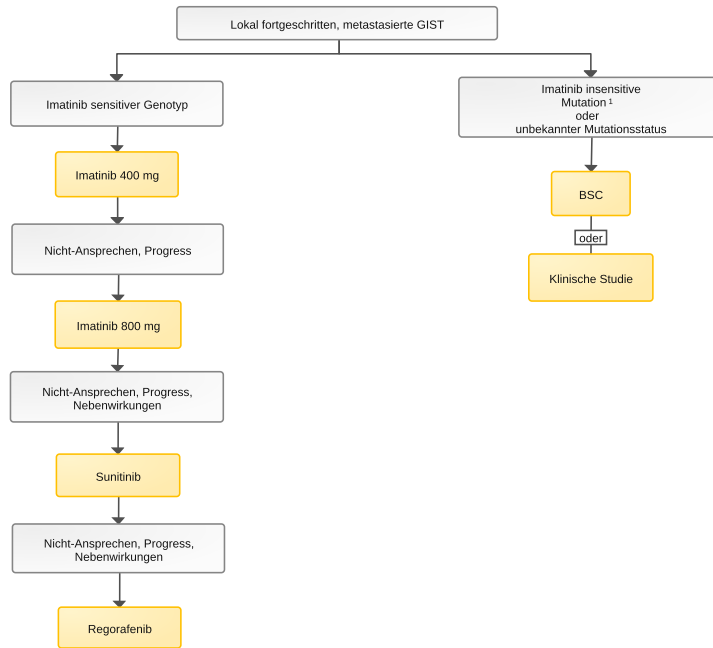 Lokal fortgeschritten, metastasierte GIST
Imatinib sensitiver Genotyp
Imatinib 400 mg
Nicht-Ansprechen, Progress
Imatinib 800 mg
Nicht-Ansprechen, Progress,
Nebenwirkungen
Sunitinib
Nicht-Ansprechen, Progress,
Nebenwirkungen
Regorafenib
Imatinib insensitive
Mutation ¹
oder
unbekannter Mutationsstatus
BSC
oder
Klinische Studie